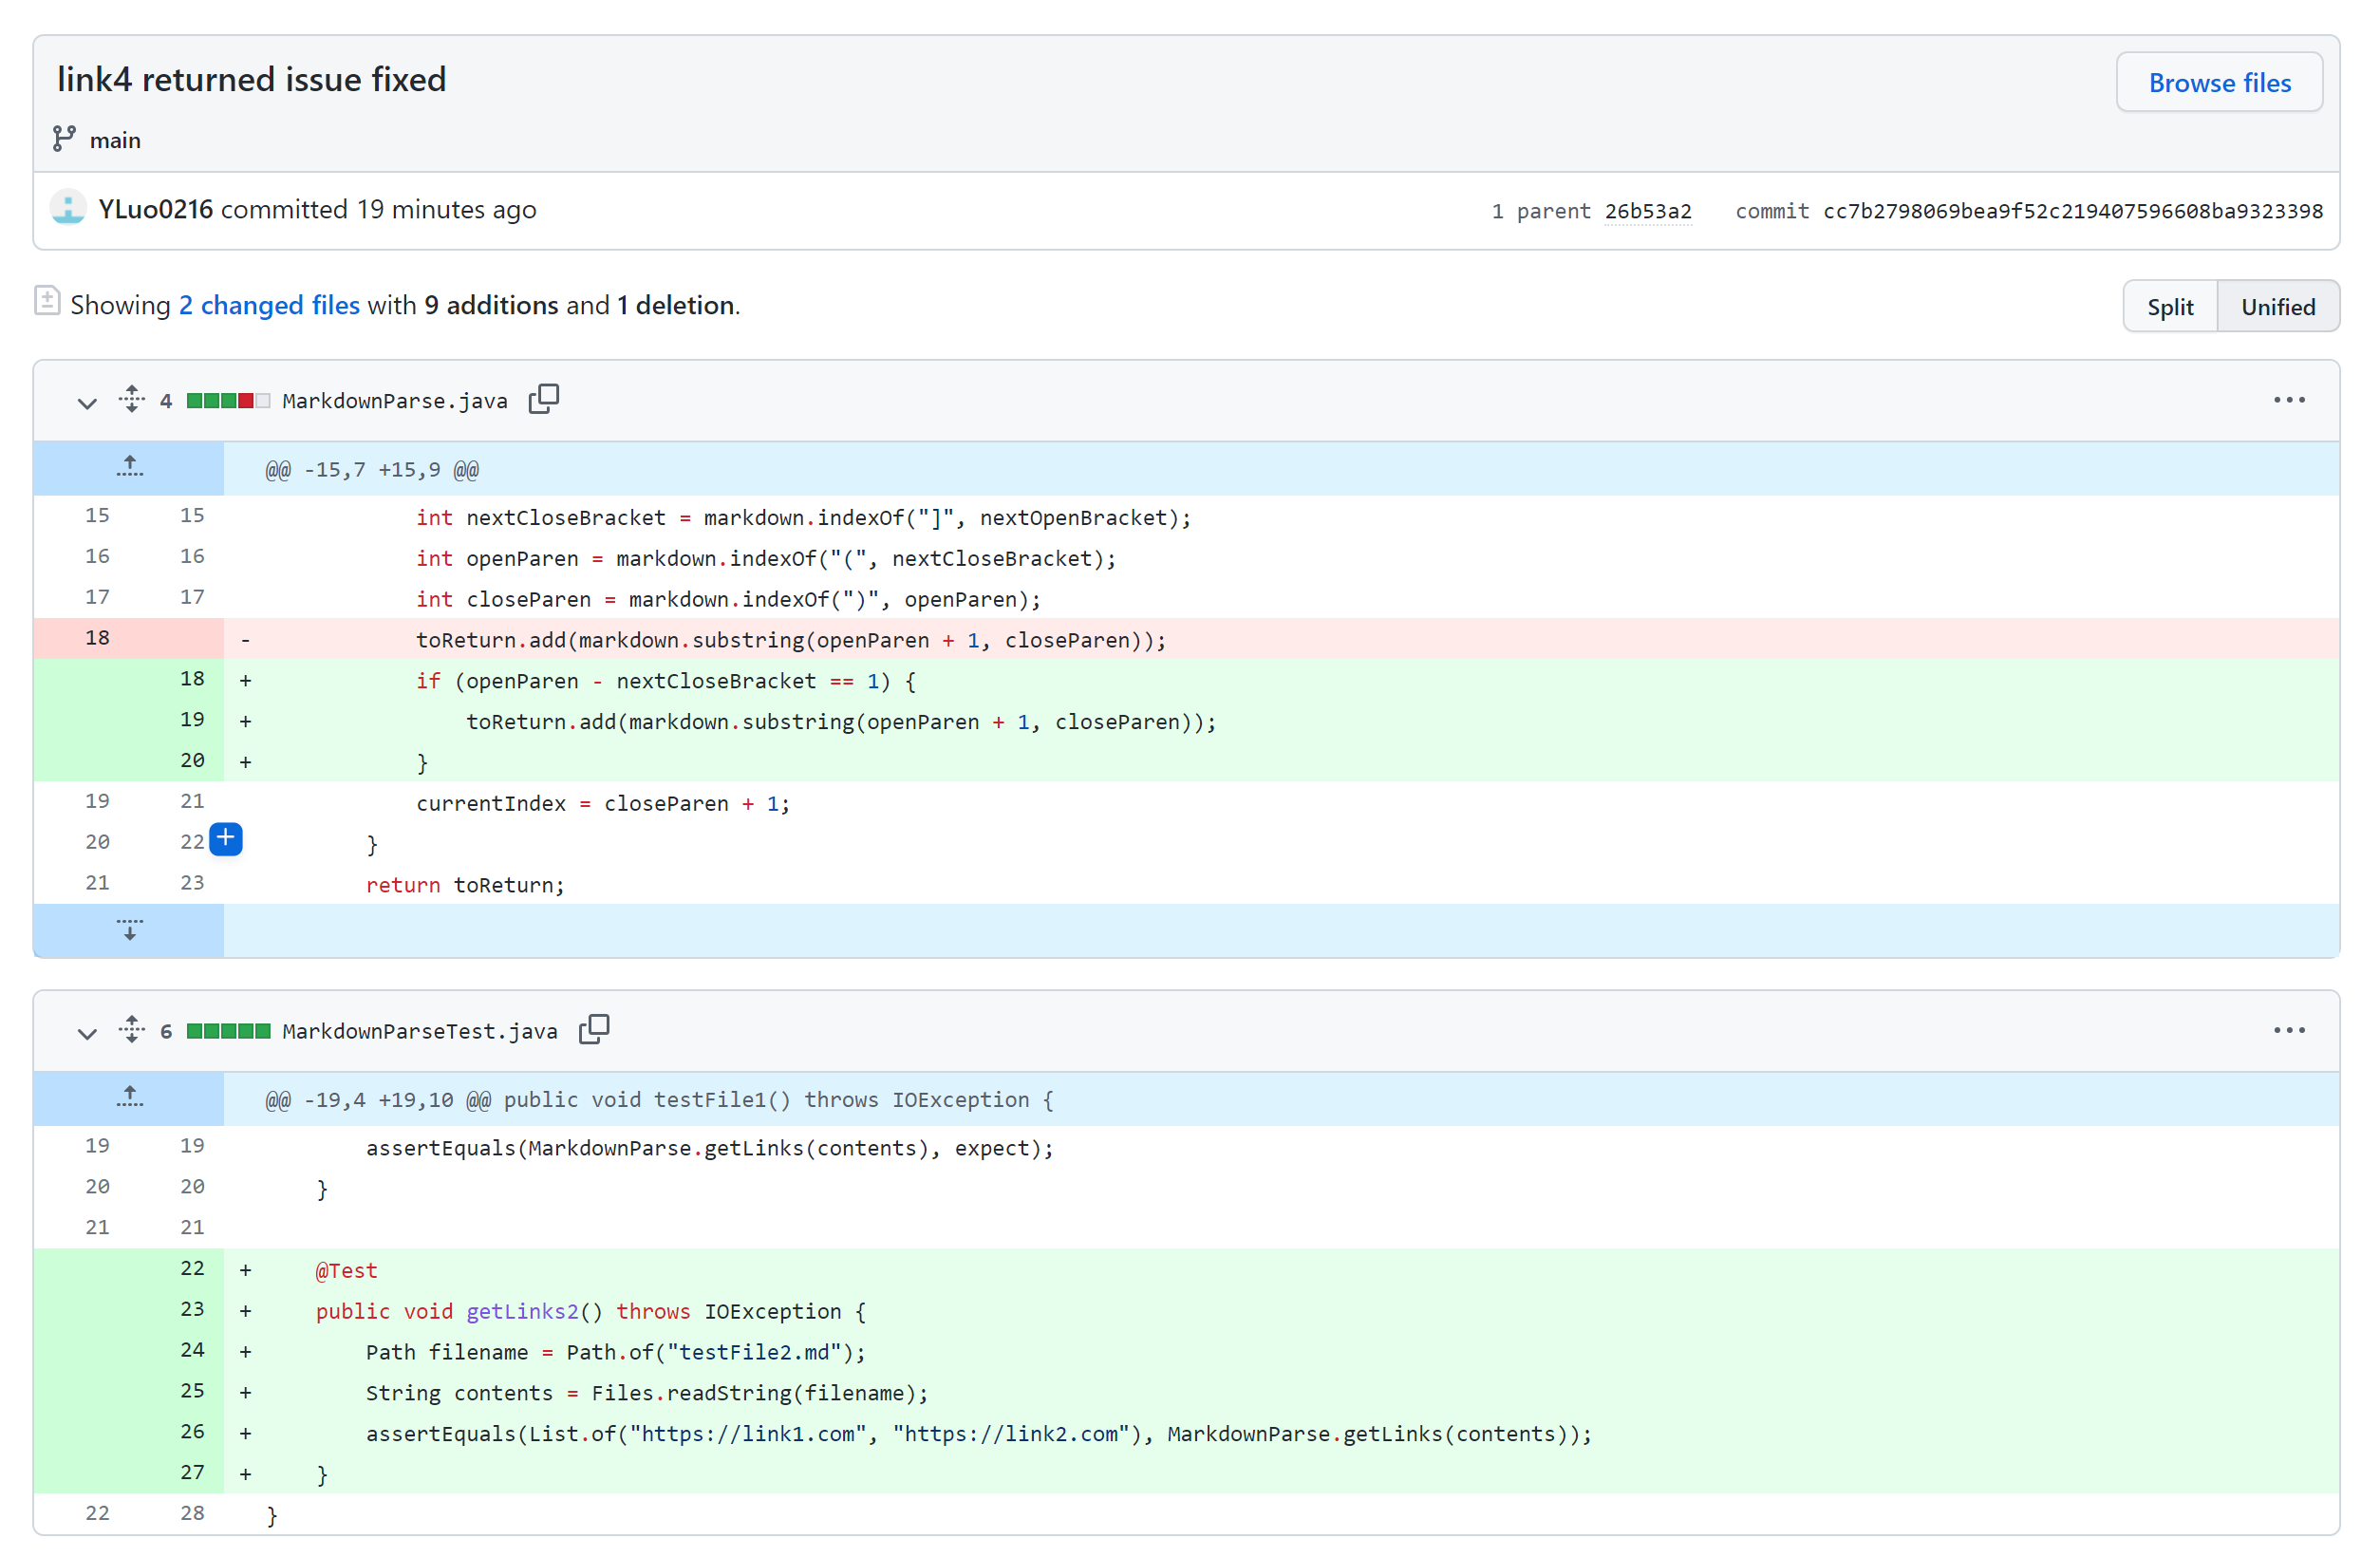 link4 returned issue fixed
Browse files
main
YLuo0216 committed 19 minutes ago
1 parent 26b53a2 commit cc7b2798069bea9f52c219407596608ba9323398
Showing 2 changed files with 9 additions and 1 deletion.
Split Unified
4 MarkdownParse.java
@@ -15,7 +15,9 @@
15 15 int nextCloseBracket = markdown.indexOf("]", nextOpenBracket);
16 16 int openParen = markdown.indexOf("(", nextCloseBracket);
17 17 int closeParen = markdown.indexOf(")", openParen);
18 - toReturn.add(markdown.substring(openParen + 1, closeParen));
18 + if (openParen - nextCloseBracket == 1) {
19 + toReturn.add(markdown.substring(openParen + 1, closeParen));
20 + }
19 21 currentIndex = closeParen + 1;
20 22 }
21 23 return toReturn;
6 MarkdownParseTest.java
@@ -19,4 +19,10 @@ public void testFile1() throws IOException {
19 19 assertEquals(MarkdownParse.getLinks(contents), expect);
20 20 }
21 21
22 + @Test
23 + public void getLinks2() throws IOException {
24 + Path filename = Path.of("testFile2.md");
25 + String contents = Files.readString(filename);
26 + assertEquals(List.of("https://link1.com", "https://link2.com"), MarkdownParse.getLinks(contents));
27 + }
22 28 }